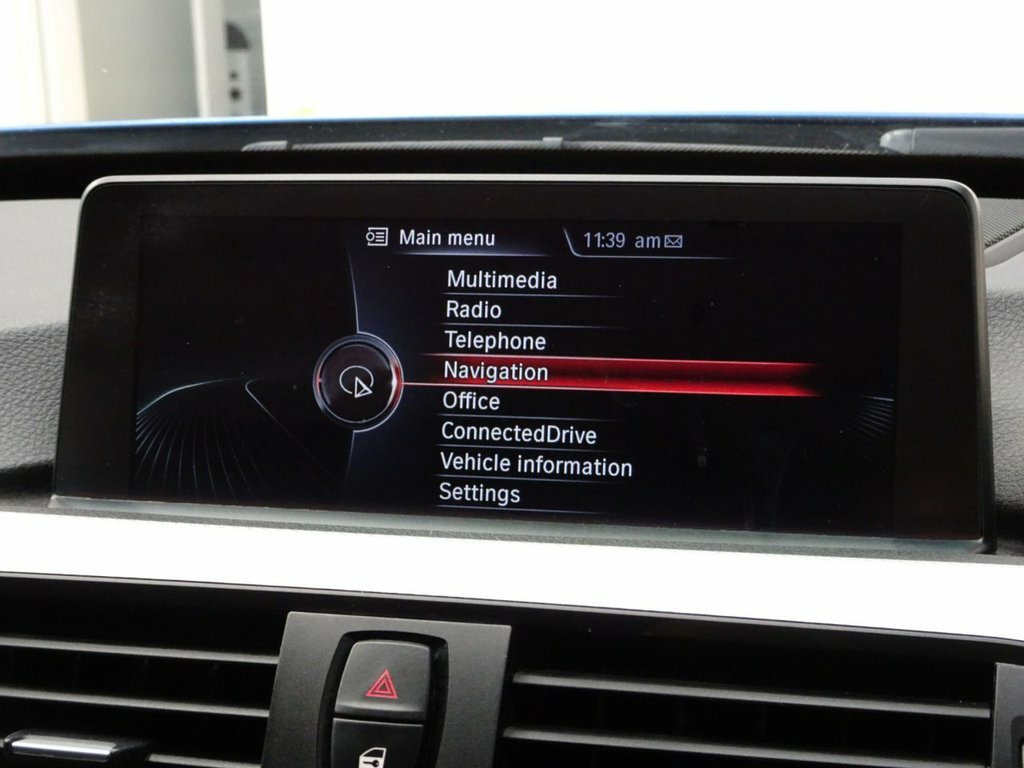 Main menu 11:39 am
Multimedia
Radio
Telephone
Navigation
Office
ConnectedDrive
Vehicle information
Settings